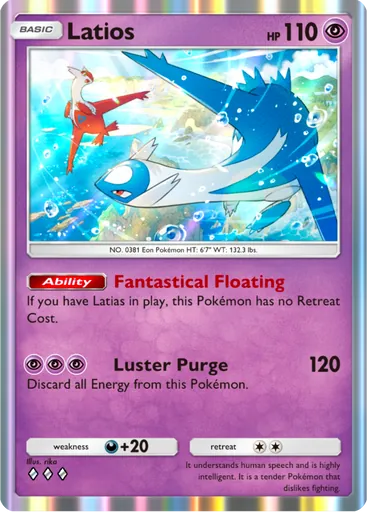 BASIC Latios HP 110
NO. 0381 Eon Pokémon HT: 6'7" WT: 132.3 lbs.
Ability Fantastical Floating
If you have Latias in play, this Pokémon has no Retreat
Cost.
Luster Purge 120
Discard all Energy from this Pokémon.
weakness +20 retreat
Illus. rika
It understands human speech and is highly
intelligent. It is a tender Pokémon that
dislikes fighting.